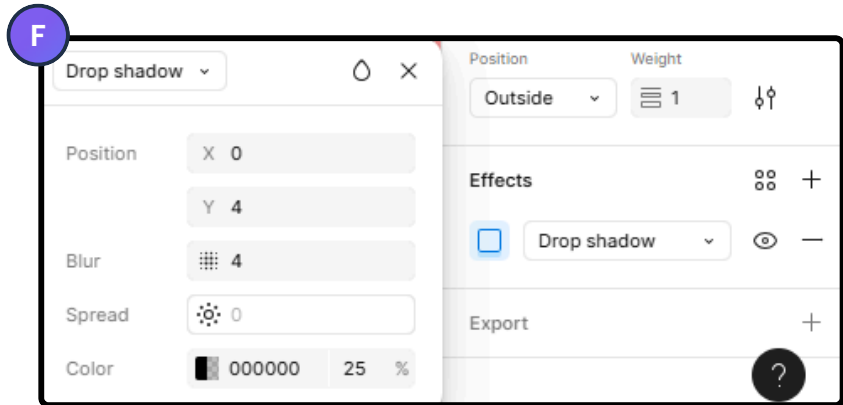 F
Drop shadow
Position X 0
Y 4
Blur 4
Spread 0
Color 000000 25 %
Position Weight
Outside 1
Effects
Drop shadow
Export
?